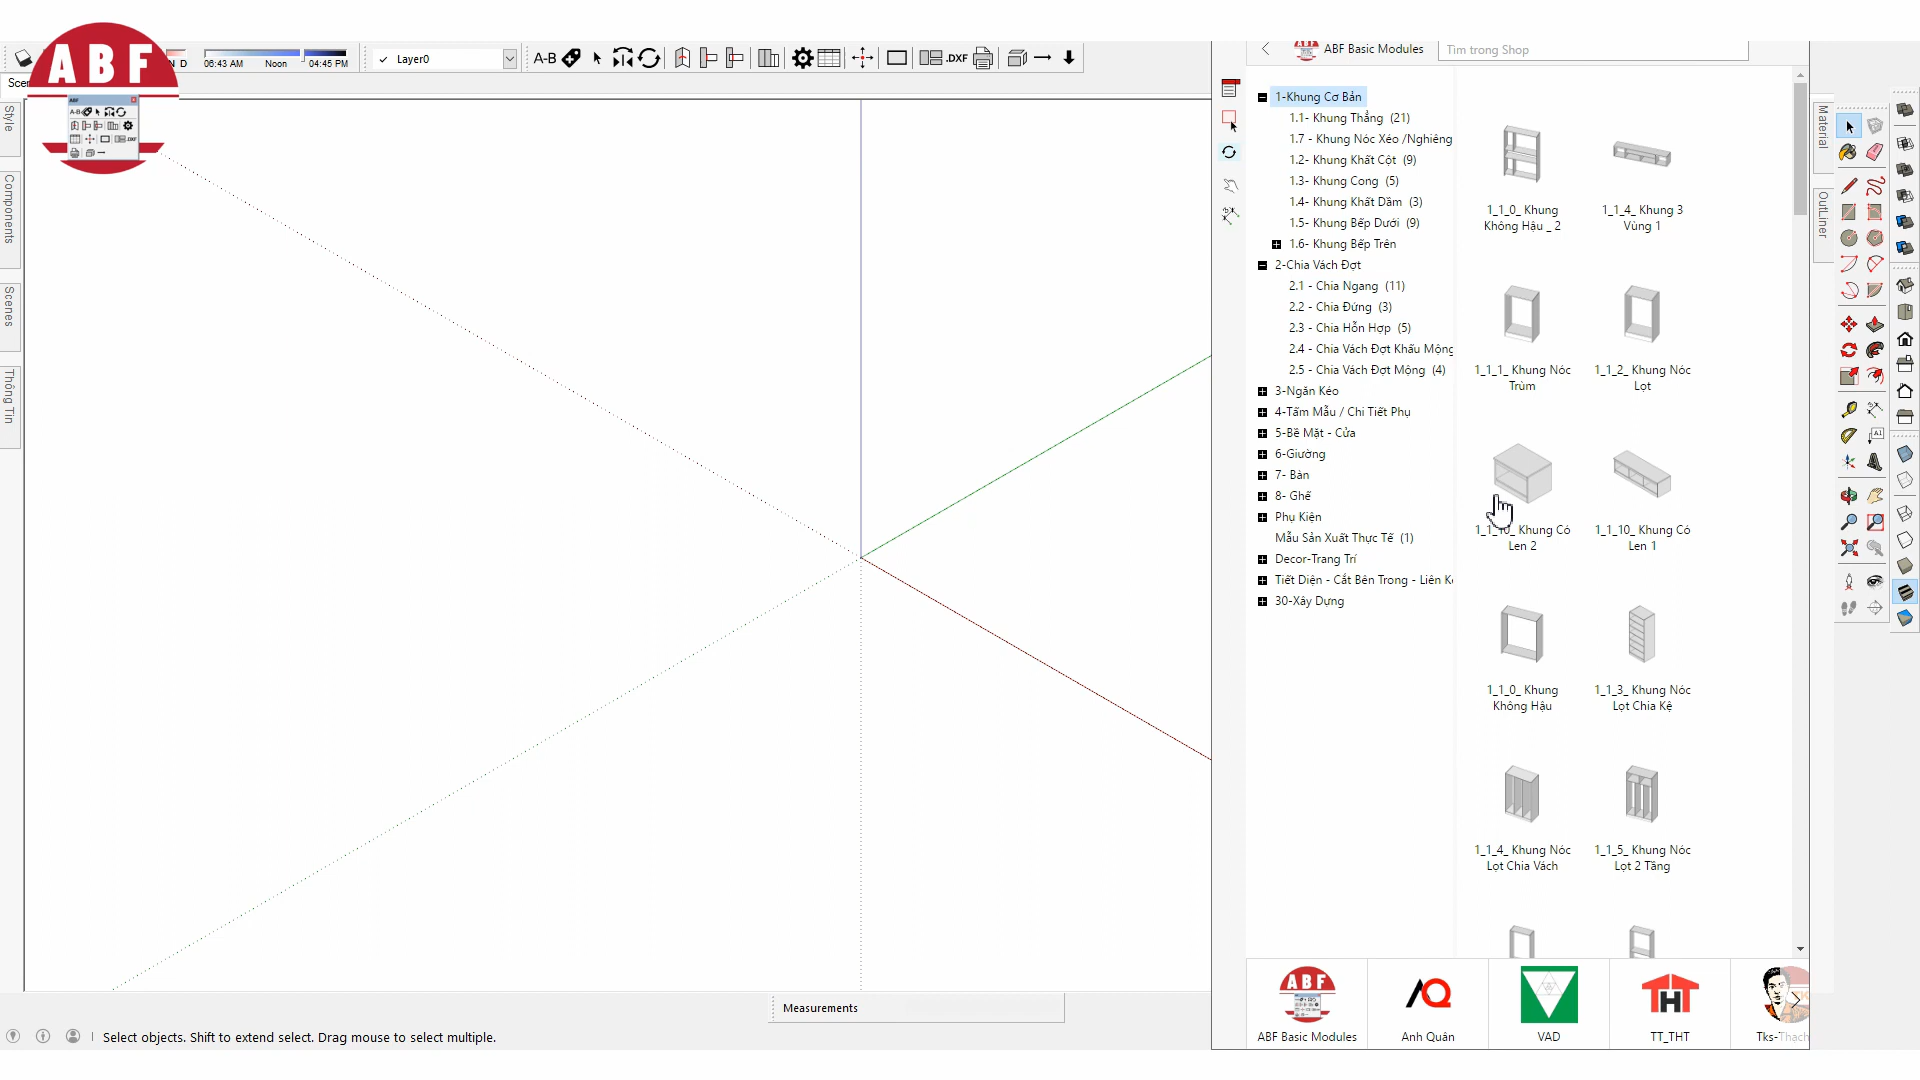 ABF
N D
06:43 AM
Noon
04:45 PM
Layer0
A-B
DXF
ABF Basic Modules
Tìm trong Shop
Style
Components
Scenes
Thông Tin
1-Khung Cơ Bản
1.1- Khung Thẳng (21)
1.7 - Khung Nóc Xéo /Nghiêng
1.2- Khung Khất Cột (9)
1.3- Khung Cong (5)
1.4- Khung Khất Dầm (3)
1.5- Khung Bếp Dưới (9)
1.6- Khung Bếp Trên
2-Chia Vách Đợt
2.1 - Chia Ngang (11)
2.2 - Chia Đứng (3)
2.3 - Chia Hỗn Hợp (5)
2.4 - Chia Vách Đợt Khấu Mộng
2.5 - Chia Vách Đợt Mộng (4)
3-Ngăn Kéo
4-Tấm Mẫu / Chi Tiết Phụ
5-Bề Mặt - Cửa
6-Giường
7- Bàn
8- Ghế
Phụ Kiện
Mẫu Sản Xuất Thực Tế (1)
Decor-Trang Trí
Tiết Diện - Cắt Bên Trong - Liên Kế
30-Xây Dựng
1_1_0_ Khung
Không Hậu _ 2
1_1_4_ Khung 3
Vùng 1
1_1_1_ Khung Nóc
Trùm
1_1_2_ Khung Nóc
Lọt
1_1_10_ Khung Có
Len 2
1_1_10_ Khung Có
Len 1
1_1_0_ Khung
Không Hậu
1_1_3_ Khung Nóc
Lọt Chia Kệ
1_1_4_ Khung Nóc
Lọt Chia Vách
1_1_5_ Khung Nóc
Lọt 2 Tầng
Material
OutLiner
ABF
ABF Basic Modules
Anh Quân
VAD
TT_THT
Tks-Thach
Measurements
Select objects. Shift to extend select. Drag mouse to select multiple.